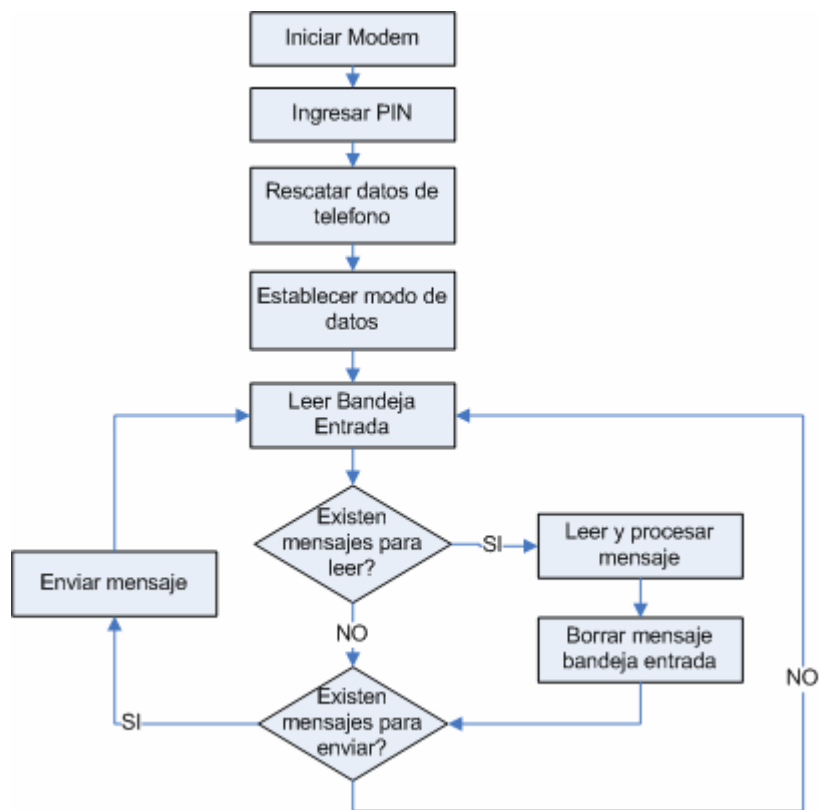 Iniciar Modem
Ingresar PIN
Rescatar datos de
telefono
Establecer modo de
datos
Leer Bandeja
Entrada
Existen
mensajes para
leer?
SI
Leer y procesar
mensaje
Enviar mensaje
NO
Borrar mensaje
bandeja entrada
NO
Existen
mensajes para
enviar?
SI